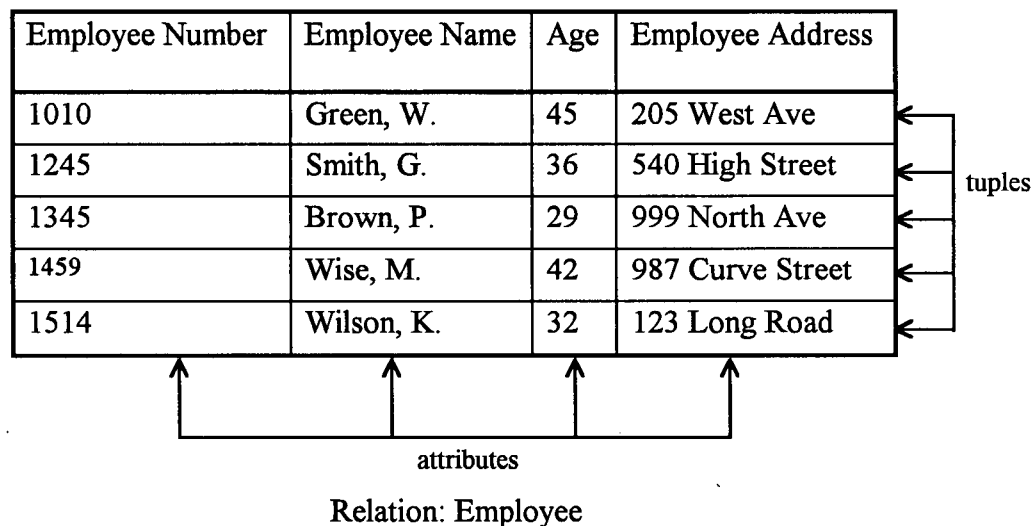 Employee Number Employee Name Age Employee Address
1010 Green, W. 45 205 West Ave
1245 Smith, G. 36 540 High Street
tuples
1345 Brown, P. 29 999 North Ave
1459 Wise, M. 42 987 Curve Street
1514 Wilson, K. 32 123 Long Road
attributes
Relation: Employee